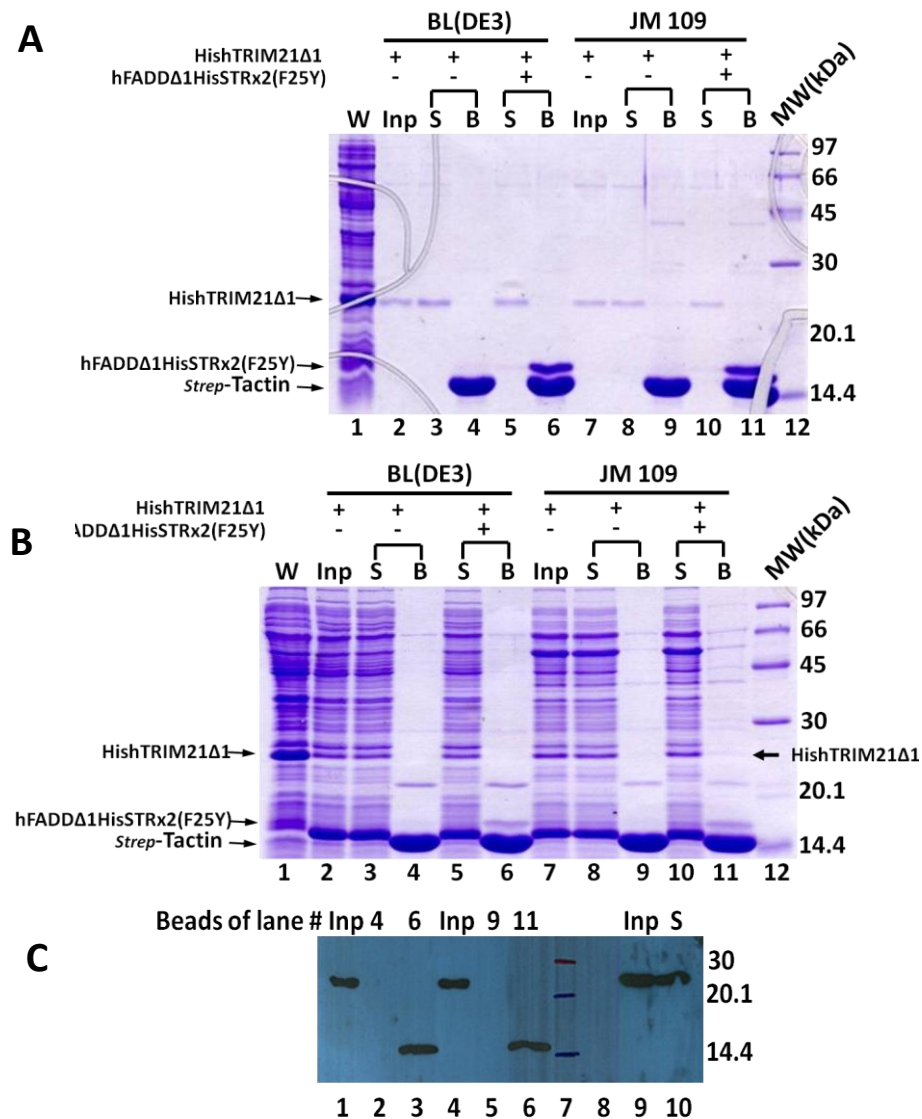 A
BL(DE3) JM 109
HishTRIM21Δ1 + + + + + +
hFADDΔ1HisSTRx2(F25Y) - - + - - +
W Inp S B S B Inp S B S B MW(kDa)
97
66
45
30
HishTRIM21Δ1
20.1
hFADDΔ1HisSTRx2(F25Y)
Strep-Tactin
14.4
1 2 3 4 5 6 7 8 9 10 11 12
BL(DE3) JM 109
HishTRIM21Δ1 + + + + + +
ADDΔ1HisSTRx2(F25Y) - - + - - +
B
W Inp S B S B Inp S B S B MW(kDa)
97
66
45
30
HishTRIM21Δ1 HishTRIM21Δ1
20.1
hFADDΔ1HisSTRx2(F25Y)
Strep-Tactin
14.4
1 2 3 4 5 6 7 8 9 10 11 12
Beads of lane # Inp 4 6 Inp 9 11 Inp S
C
30
20.1
14.4
1 2 3 4 5 6 7 8 9 10